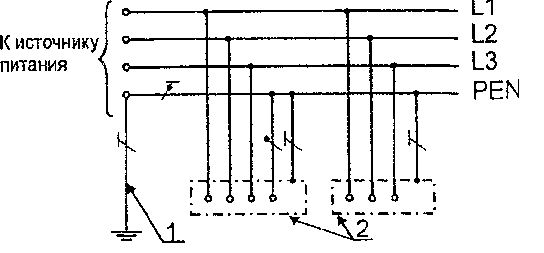 L1
К источнику
питания
L2
L3
PEN
1
2